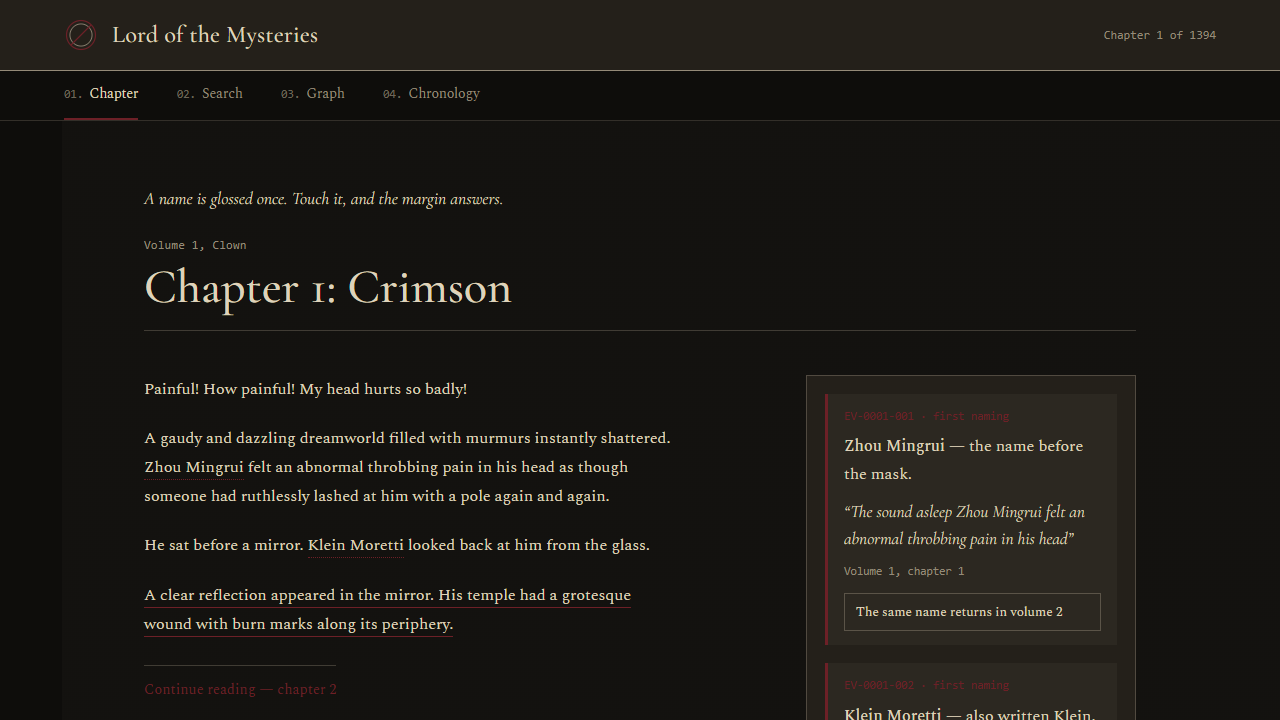 Lord of the Mysteries
Chapter 1 of 1394
01. Chapter
02. Search
03. Graph
04. Chronology
A name is glossed once. Touch it, and the margin answers.
Volume 1, Clown
Chapter 1: Crimson
Painful! How painful! My head hurts so badly!
A gaudy and dazzling dreamworld filled with murmurs instantly shattered.
Zhou Mingrui felt an abnormal throbbing pain in his head as though
someone had ruthlessly lashed at him with a pole again and again.
He sat before a mirror. Klein Moretti looked back at him from the glass.
A clear reflection appeared in the mirror. His temple had a grotesque
wound with burn marks along its periphery.
Continue reading — chapter 2
EV-0001-001 · first naming
Zhou Mingrui — the name before
the mask.
“The sound asleep Zhou Mingrui felt an
abnormal throbbing pain in his head”
Volume 1, chapter 1
The same name returns in volume 2
EV-0001-002 · first naming
Klein Moretti — also written Klein.